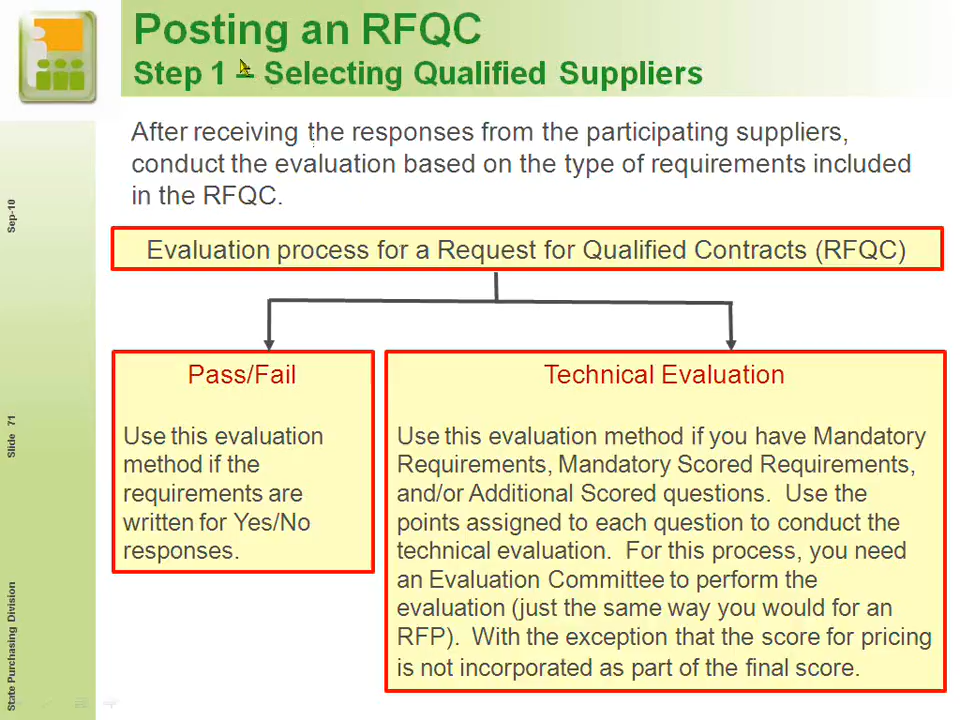 Posting an RFQC
Step 1 – Selecting Qualified Suppliers
After receiving the responses from the participating suppliers,
conduct the evaluation based on the type of requirements included
in the RFQC.
Evaluation process for a Request for Qualified Contracts (RFQC)
Pass/Fail
Use this evaluation
method if the
requirements are
written for Yes/No
responses.
Technical Evaluation
Use this evaluation method if you have Mandatory
Requirements, Mandatory Scored Requirements,
and/or Additional Scored questions.  Use the
points assigned to each question to conduct the
technical evaluation.  For this process, you need
an Evaluation Committee to perform the
evaluation (just the same way you would for an
RFP).  With the exception that the score for pricing
is not incorporated as part of the final score.
Sep-10
Slide 71
State Purchasing Division